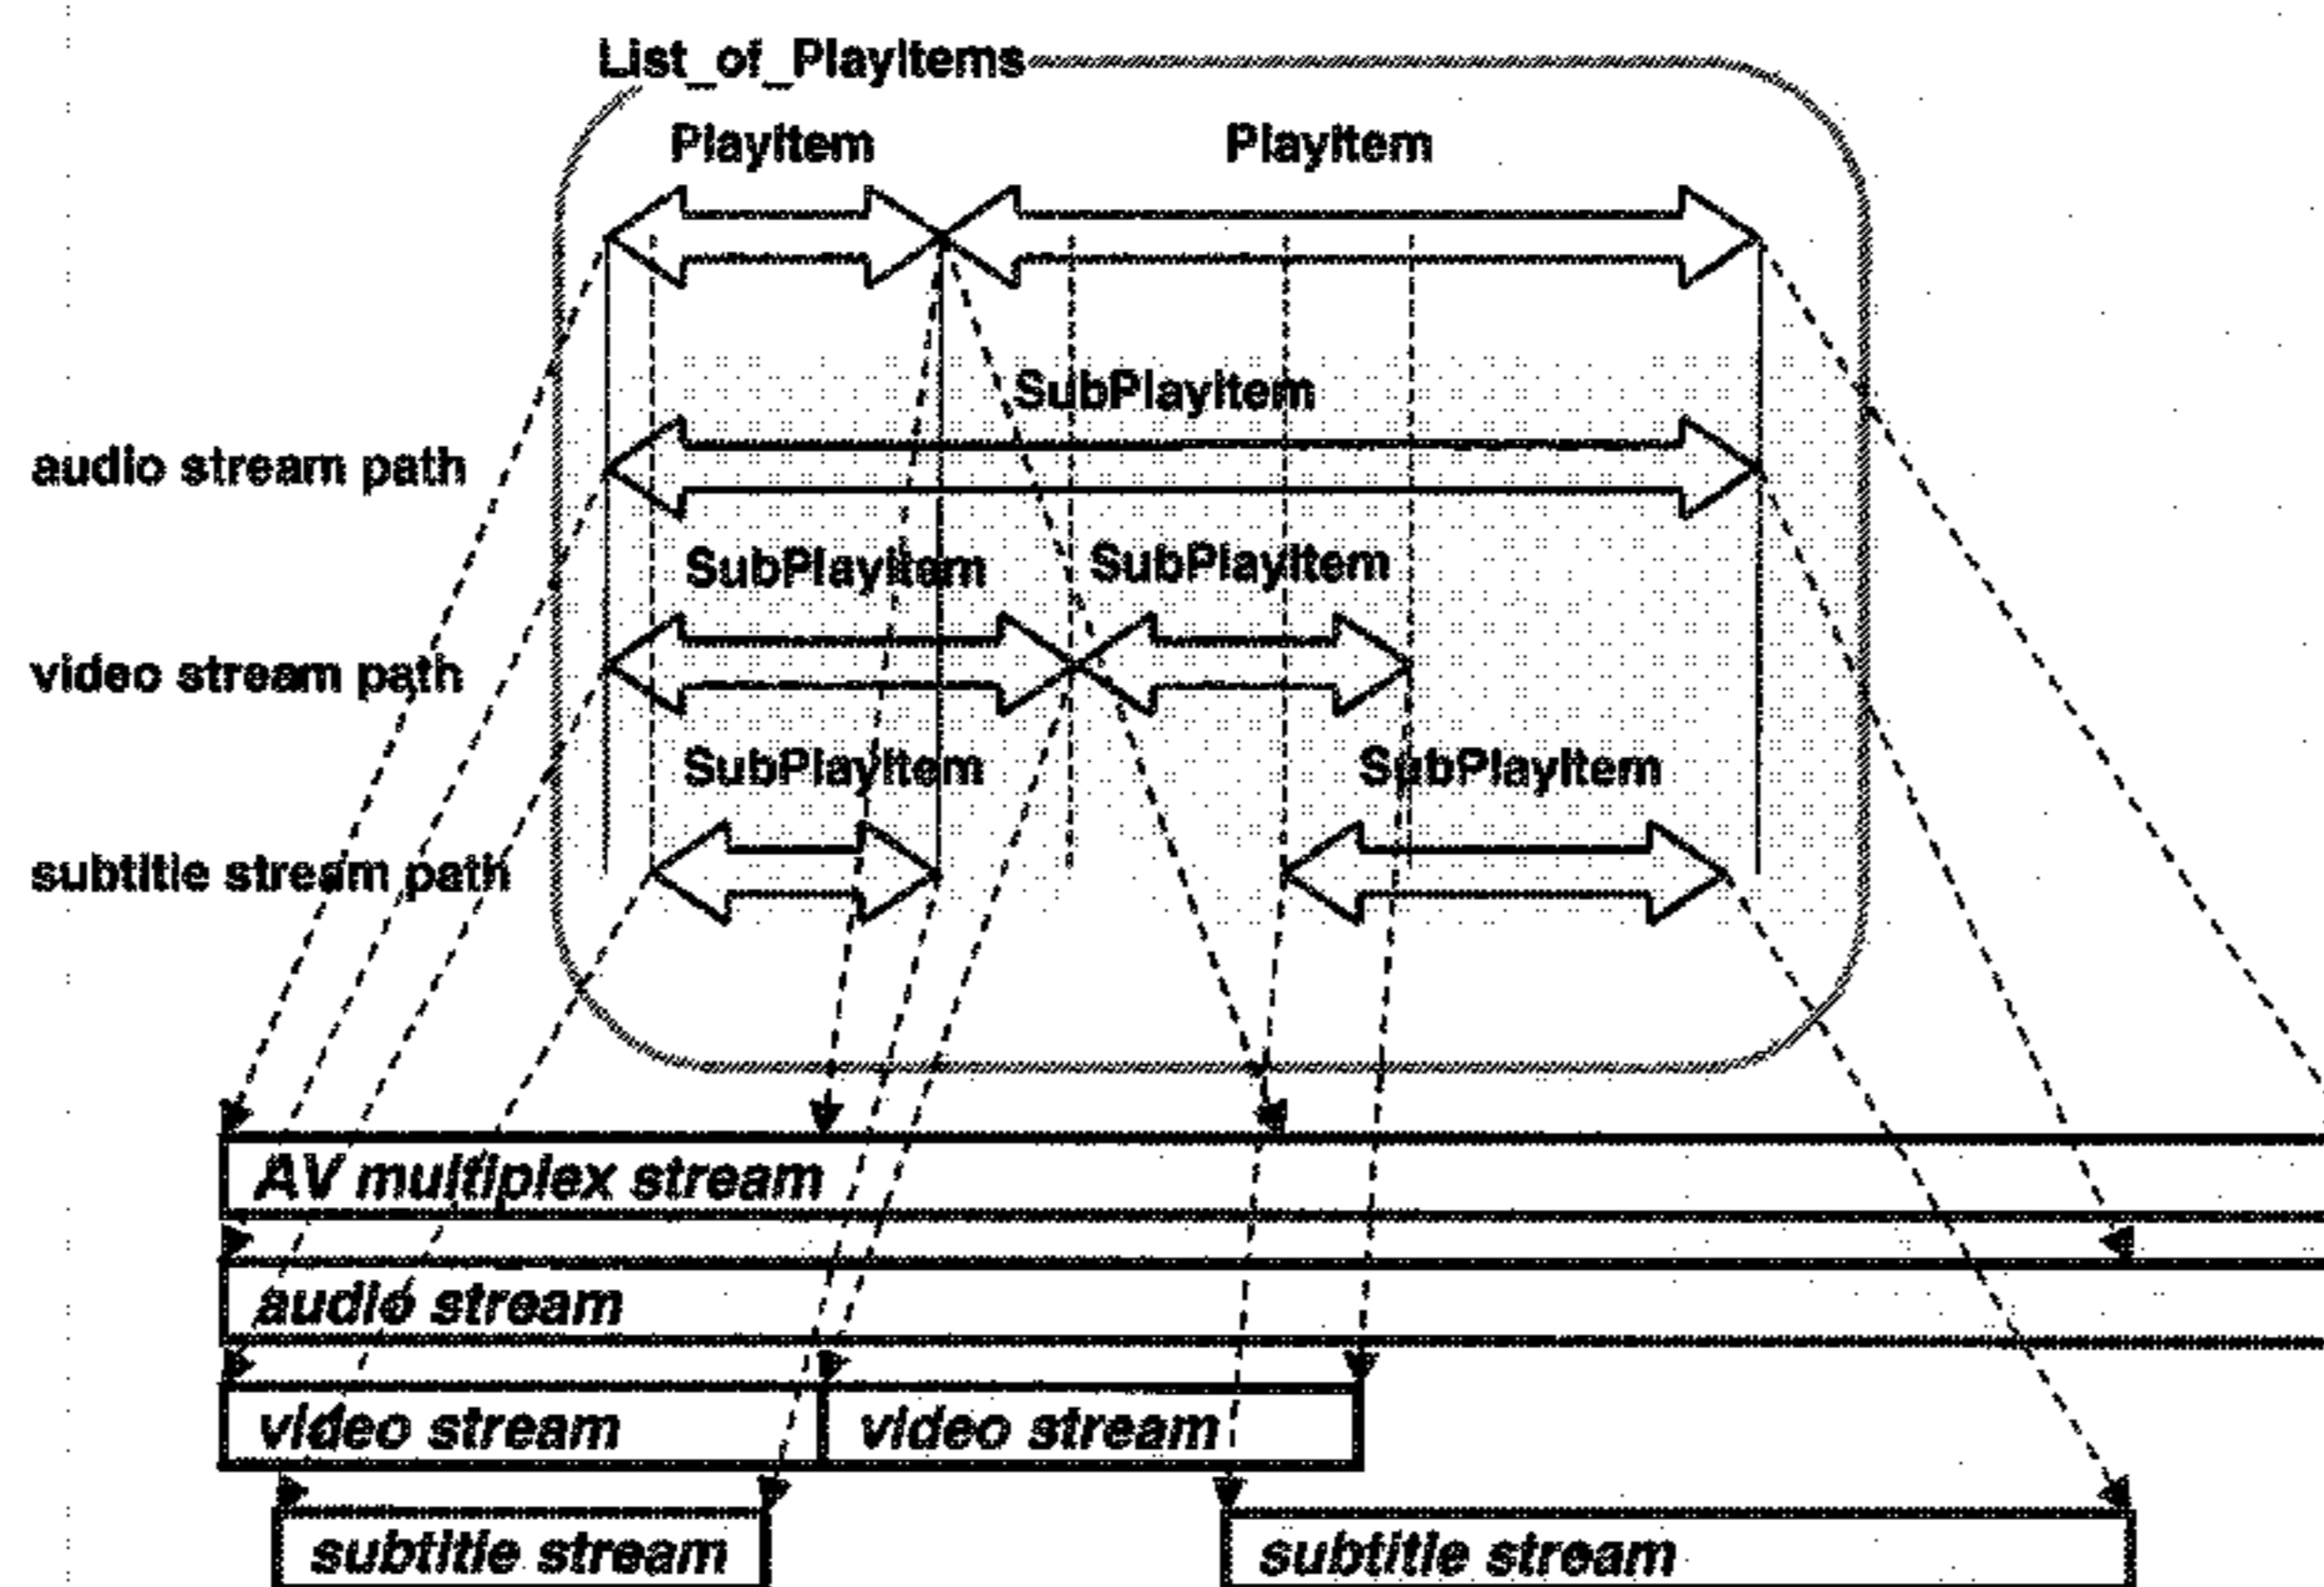 List_of_PlayItems
PlayItem PlayItem
SubPlayItem
audio stream path
SubPlayItem SubPlayItem
video stream path
SubPlayItem SubPlayItem
subtitle stream path
AV multiplex stream
audio stream
video stream video stream
subtitle stream subtitle stream